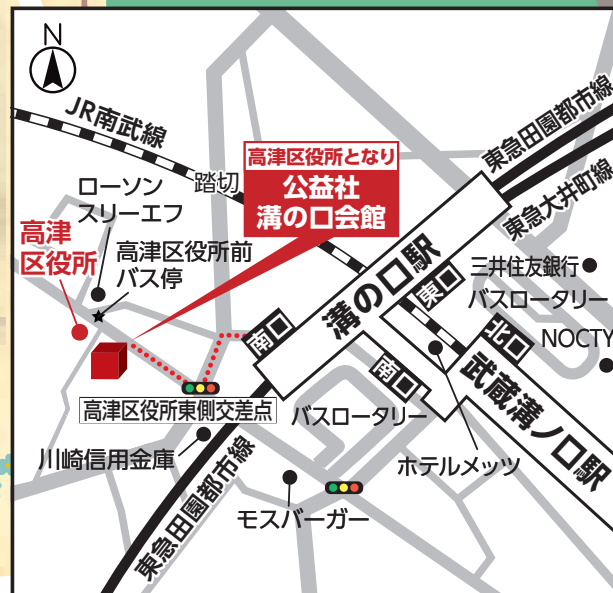 N
JR南武線
踏切
高津区役所となり
公益社
溝の口会館
東急田園都市線
東急大井町線
ローソン
スリーエフ
高津
区役所
高津区役所前
バス停
溝の口駅
東口
三井住友銀行
バスロータリー
南口
北口
NOCTY
南口
武蔵溝ノ口駅
高津区役所東側交差点
バスロータリー
川崎信用金庫
ホテルメッツ
東急田園都市線
モスバーガー